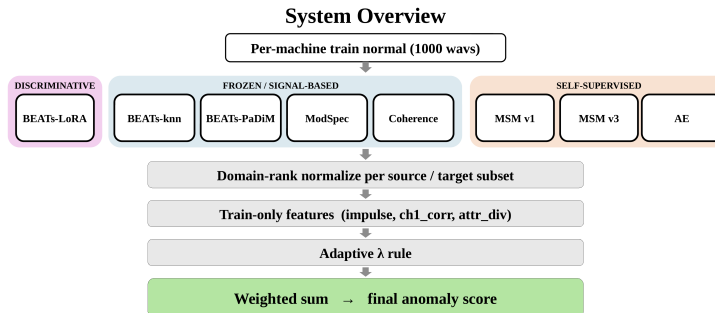 System Overview
Per-machine train normal (1000 wavs)
DISCRIMINATIVE
BEATs-LoRA
FROZEN / SIGNAL-BASED
BEATs-knn
BEATs-PaDiM
ModSpec
Coherence
SELF-SUPERVISED
MSM v1
MSM v3
AE
Domain-rank normalize per source / target subset
Train-only features (impulse, ch1_corr, attr_div)
Adaptive λ rule
Weighted sum → final anomaly score